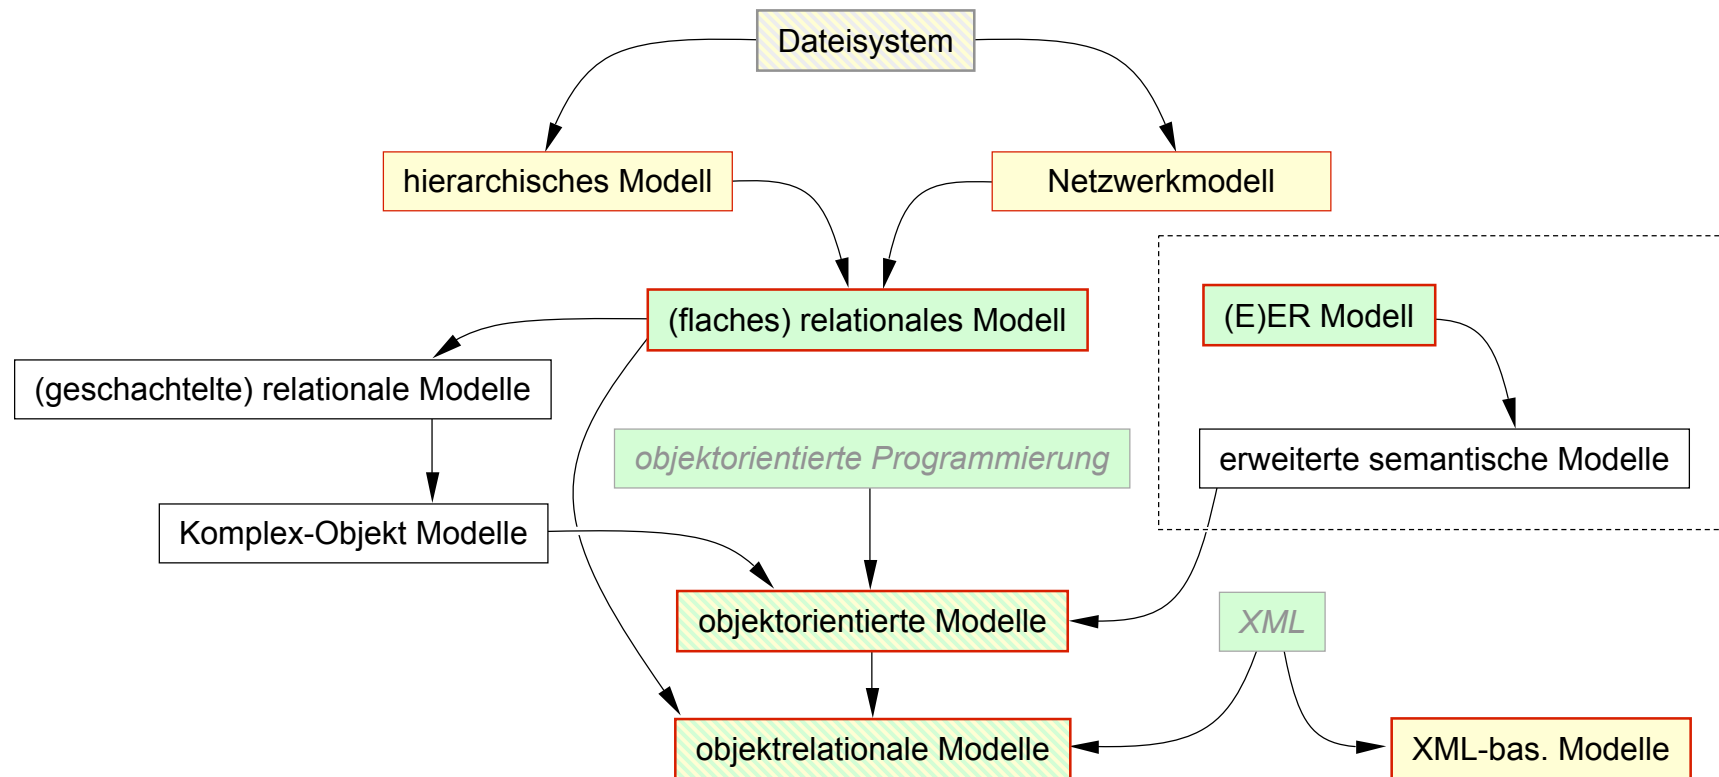 Dateisystem
hierarchisches Modell
Netzwerkmodell
(flaches) relationales Modell
(E)ER Modell
(geschachtelte) relationale Modelle
objektorientierte Programmierung
erweiterte semantische Modelle
Komplex-Objekt Modelle
objektorientierte Modelle
XML
objektrelationale Modelle
XML-bas. Modelle